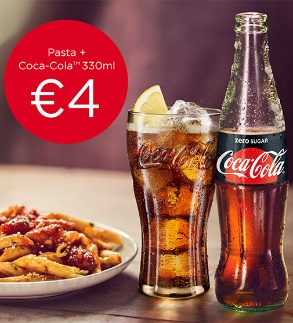 Pasta +
Coca-Cola™ 330ml
€4
Coca-Cola
zero SUGAR
Coca-Cola